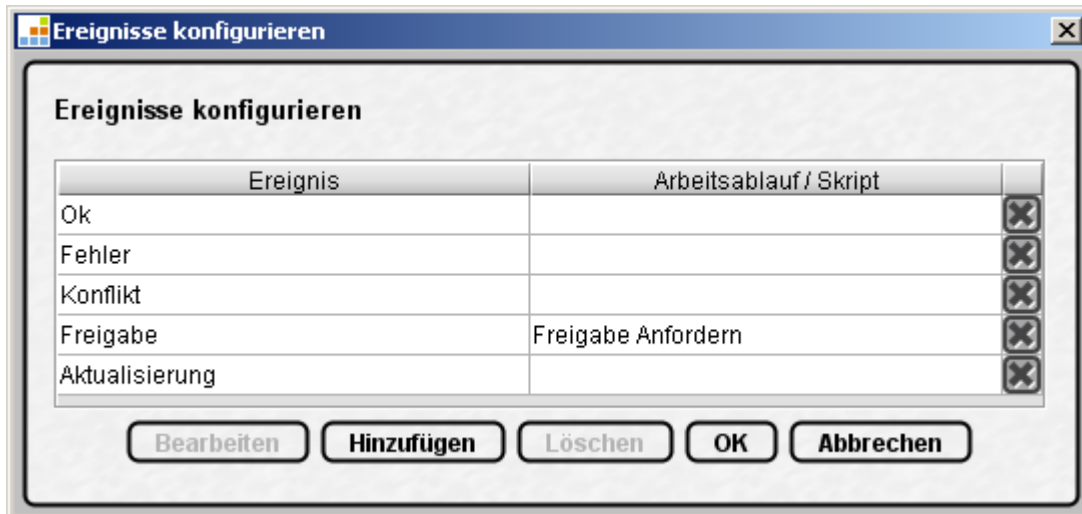 Ereignisse konfigurieren
Ereignisse konfigurieren
Ereignis Arbeitsablauf / Skript
Ok
Fehler
Konflikt
Freigabe Freigabe Anfordern
Aktualisierung
Bearbeiten Hinzufügen Löschen OK Abbrechen